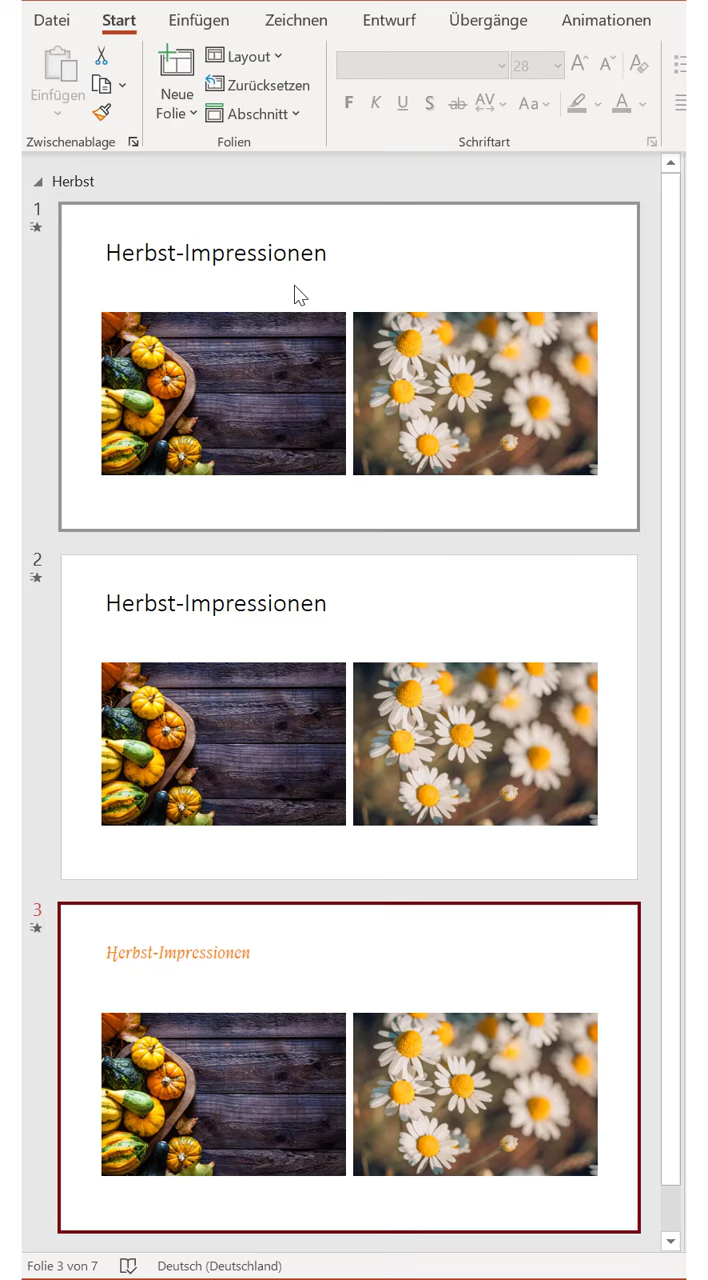 Datei Start Einfügen Zeichnen Entwurf Übergänge Animationen
Einfügen
Neue
Folie
Layout
Zurücksetzen
Abschnitt
28
F K U S ab AV Aa A
Zwischenablage Folien Schriftart
Herbst
1
Herbst-Impressionen
2
Herbst-Impressionen
3
Herbst-Impressionen
Folie 3 von 7 Deutsch (Deutschland)